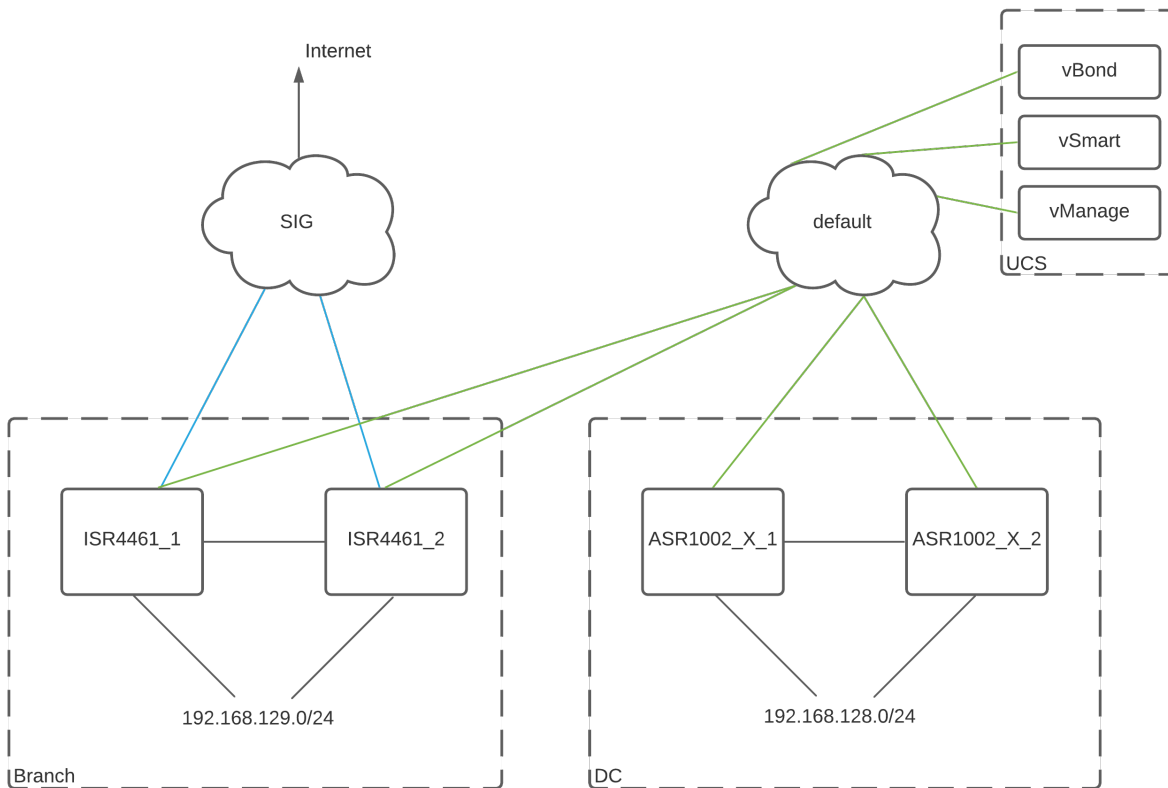 Internet
vBond
vSmart
vManage
UCS
SIG
default
ISR4461_1
ISR4461_2
ASR1002_X_1
ASR1002_X_2
192.168.129.0/24
192.168.128.0/24
Branch
DC